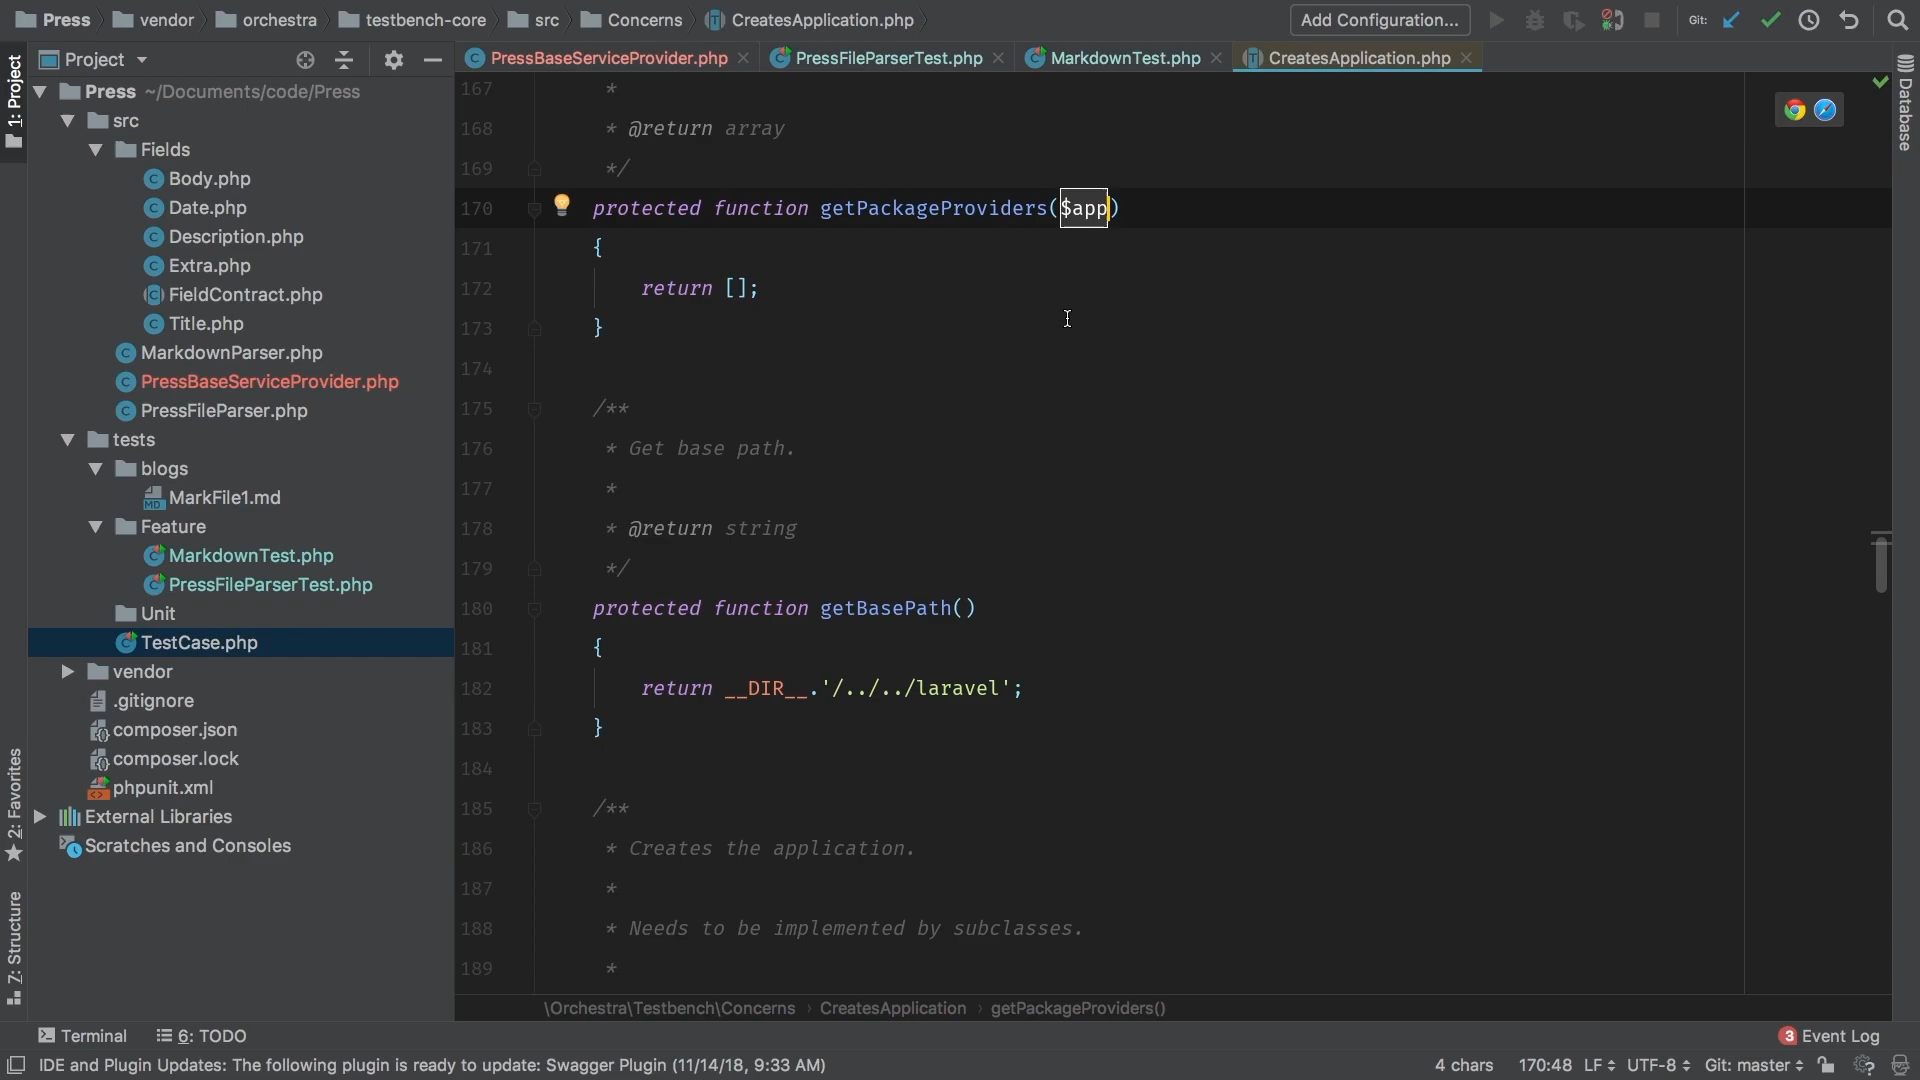 Press
vendor
orchestra
testbench-core
src
Concerns
CreatesApplication.php
Add Configuration...
Git:
1: Project
Project
PressBaseServiceProvider.php
PressFileParserTest.php
MarkdownTest.php
CreatesApplication.php
Database
Press ~/Documents/code/Press
src
Fields
Body.php
Date.php
Description.php
Extra.php
FieldContract.php
Title.php
MarkdownParser.php
PressBaseServiceProvider.php
PressFileParser.php
tests
blogs
MarkFile1.md
Feature
MarkdownTest.php
PressFileParserTest.php
Unit
TestCase.php
vendor
.gitignore
composer.json
composer.lock
phpunit.xml
External Libraries
Scratches and Consoles
2: Favorites
Z: Structure
167 *
168 * @return array
169 */
170 protected function getPackageProviders($app)
171 {
172 return [];
173 }
174
175 /**
176 * Get base path.
177 *
178 * @return string
179 */
180 protected function getBasePath()
181 {
182 return __DIR__.'/../../laravel';
183 }
184
185 /**
186 * Creates the application.
187 *
188 * Needs to be implemented by subclasses.
189 *
\Orchestra\Testbench\Concerns › CreatesApplication › getPackageProviders()
Terminal
6: TODO
3 Event Log
IDE and Plugin Updates: The following plugin is ready to update: Swagger Plugin (11/14/18, 9:33 AM)
4 chars
170:48
LF
UTF-8
Git: master